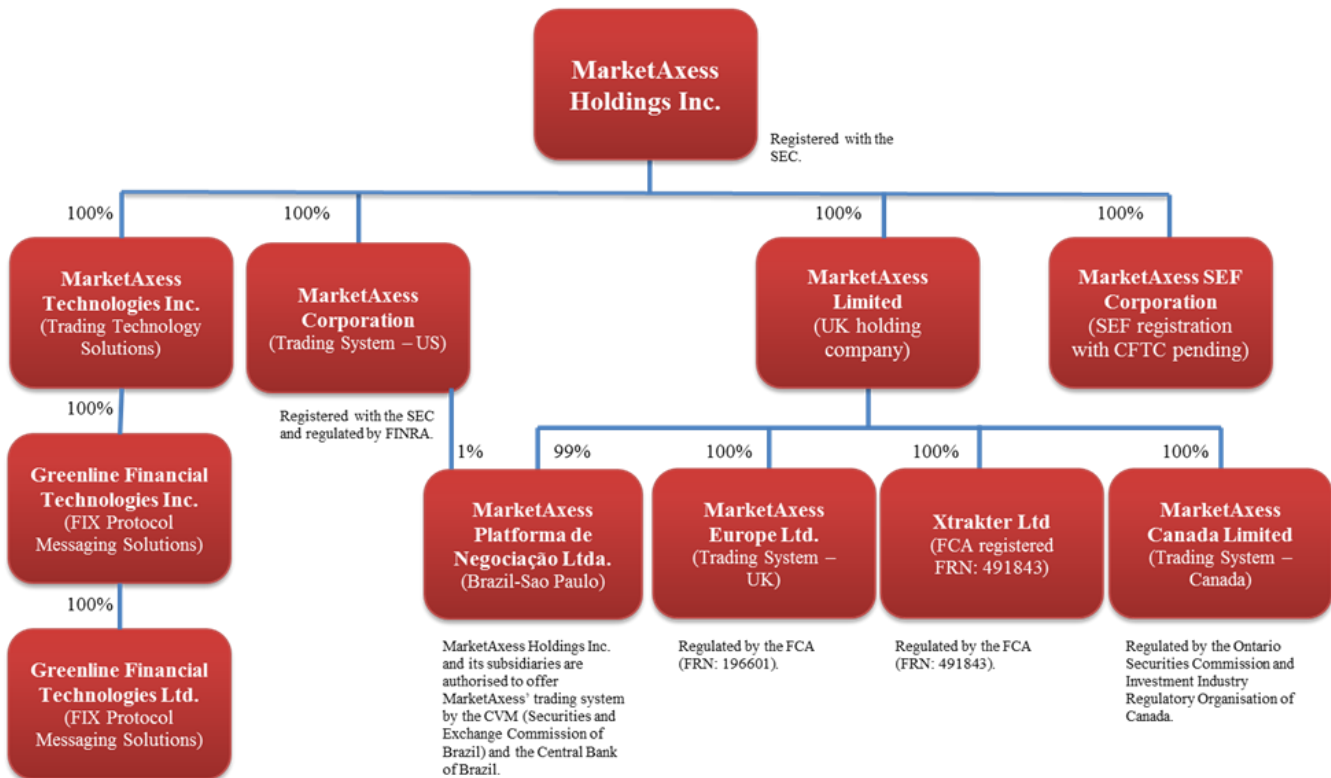 MarketAxess
Holdings Inc.
Registered with the
SEC.
100%
100%
100%
100%
MarketAxess
Technologies Inc.
(Trading Technology
Solutions)
MarketAxess
Corporation
(Trading System – US)
MarketAxess
Limited
(UK holding
company)
MarketAxess SEF
Corporation
(SEF registration
with CFTC pending)
100%
Registered with the SEC
and regulated by FINRA.
1%
99%
100%
100%
100%
Greenline Financial
Technologies Inc.
(FIX Protocol
Messaging Solutions)
MarketAxess
Platforma de
Negociação Ltda.
(Brazil-Sao Paulo)
MarketAxess
Europe Ltd.
(Trading System –
UK)
Xtrakter Ltd
(FCA registered
FRN: 491843)
MarketAxess
Canada Limited
(Trading System –
Canada)
100%
Greenline Financial
Technologies Ltd.
(FIX Protocol
Messaging Solutions)
MarketAxess Holdings Inc.
and its subsidiaries are
authorised to offer
MarketAxess’ trading system
by the CVM (Securities and
Exchange Commission of
Brazil) and the Central Bank
of Brazil.
Regulated by the FCA
(FRN: 196601).
Regulated by the FCA
(FRN: 491843).
Regulated by the Ontario
Securities Commission and
Investment Industry
Regulatory Organisation of
Canada.